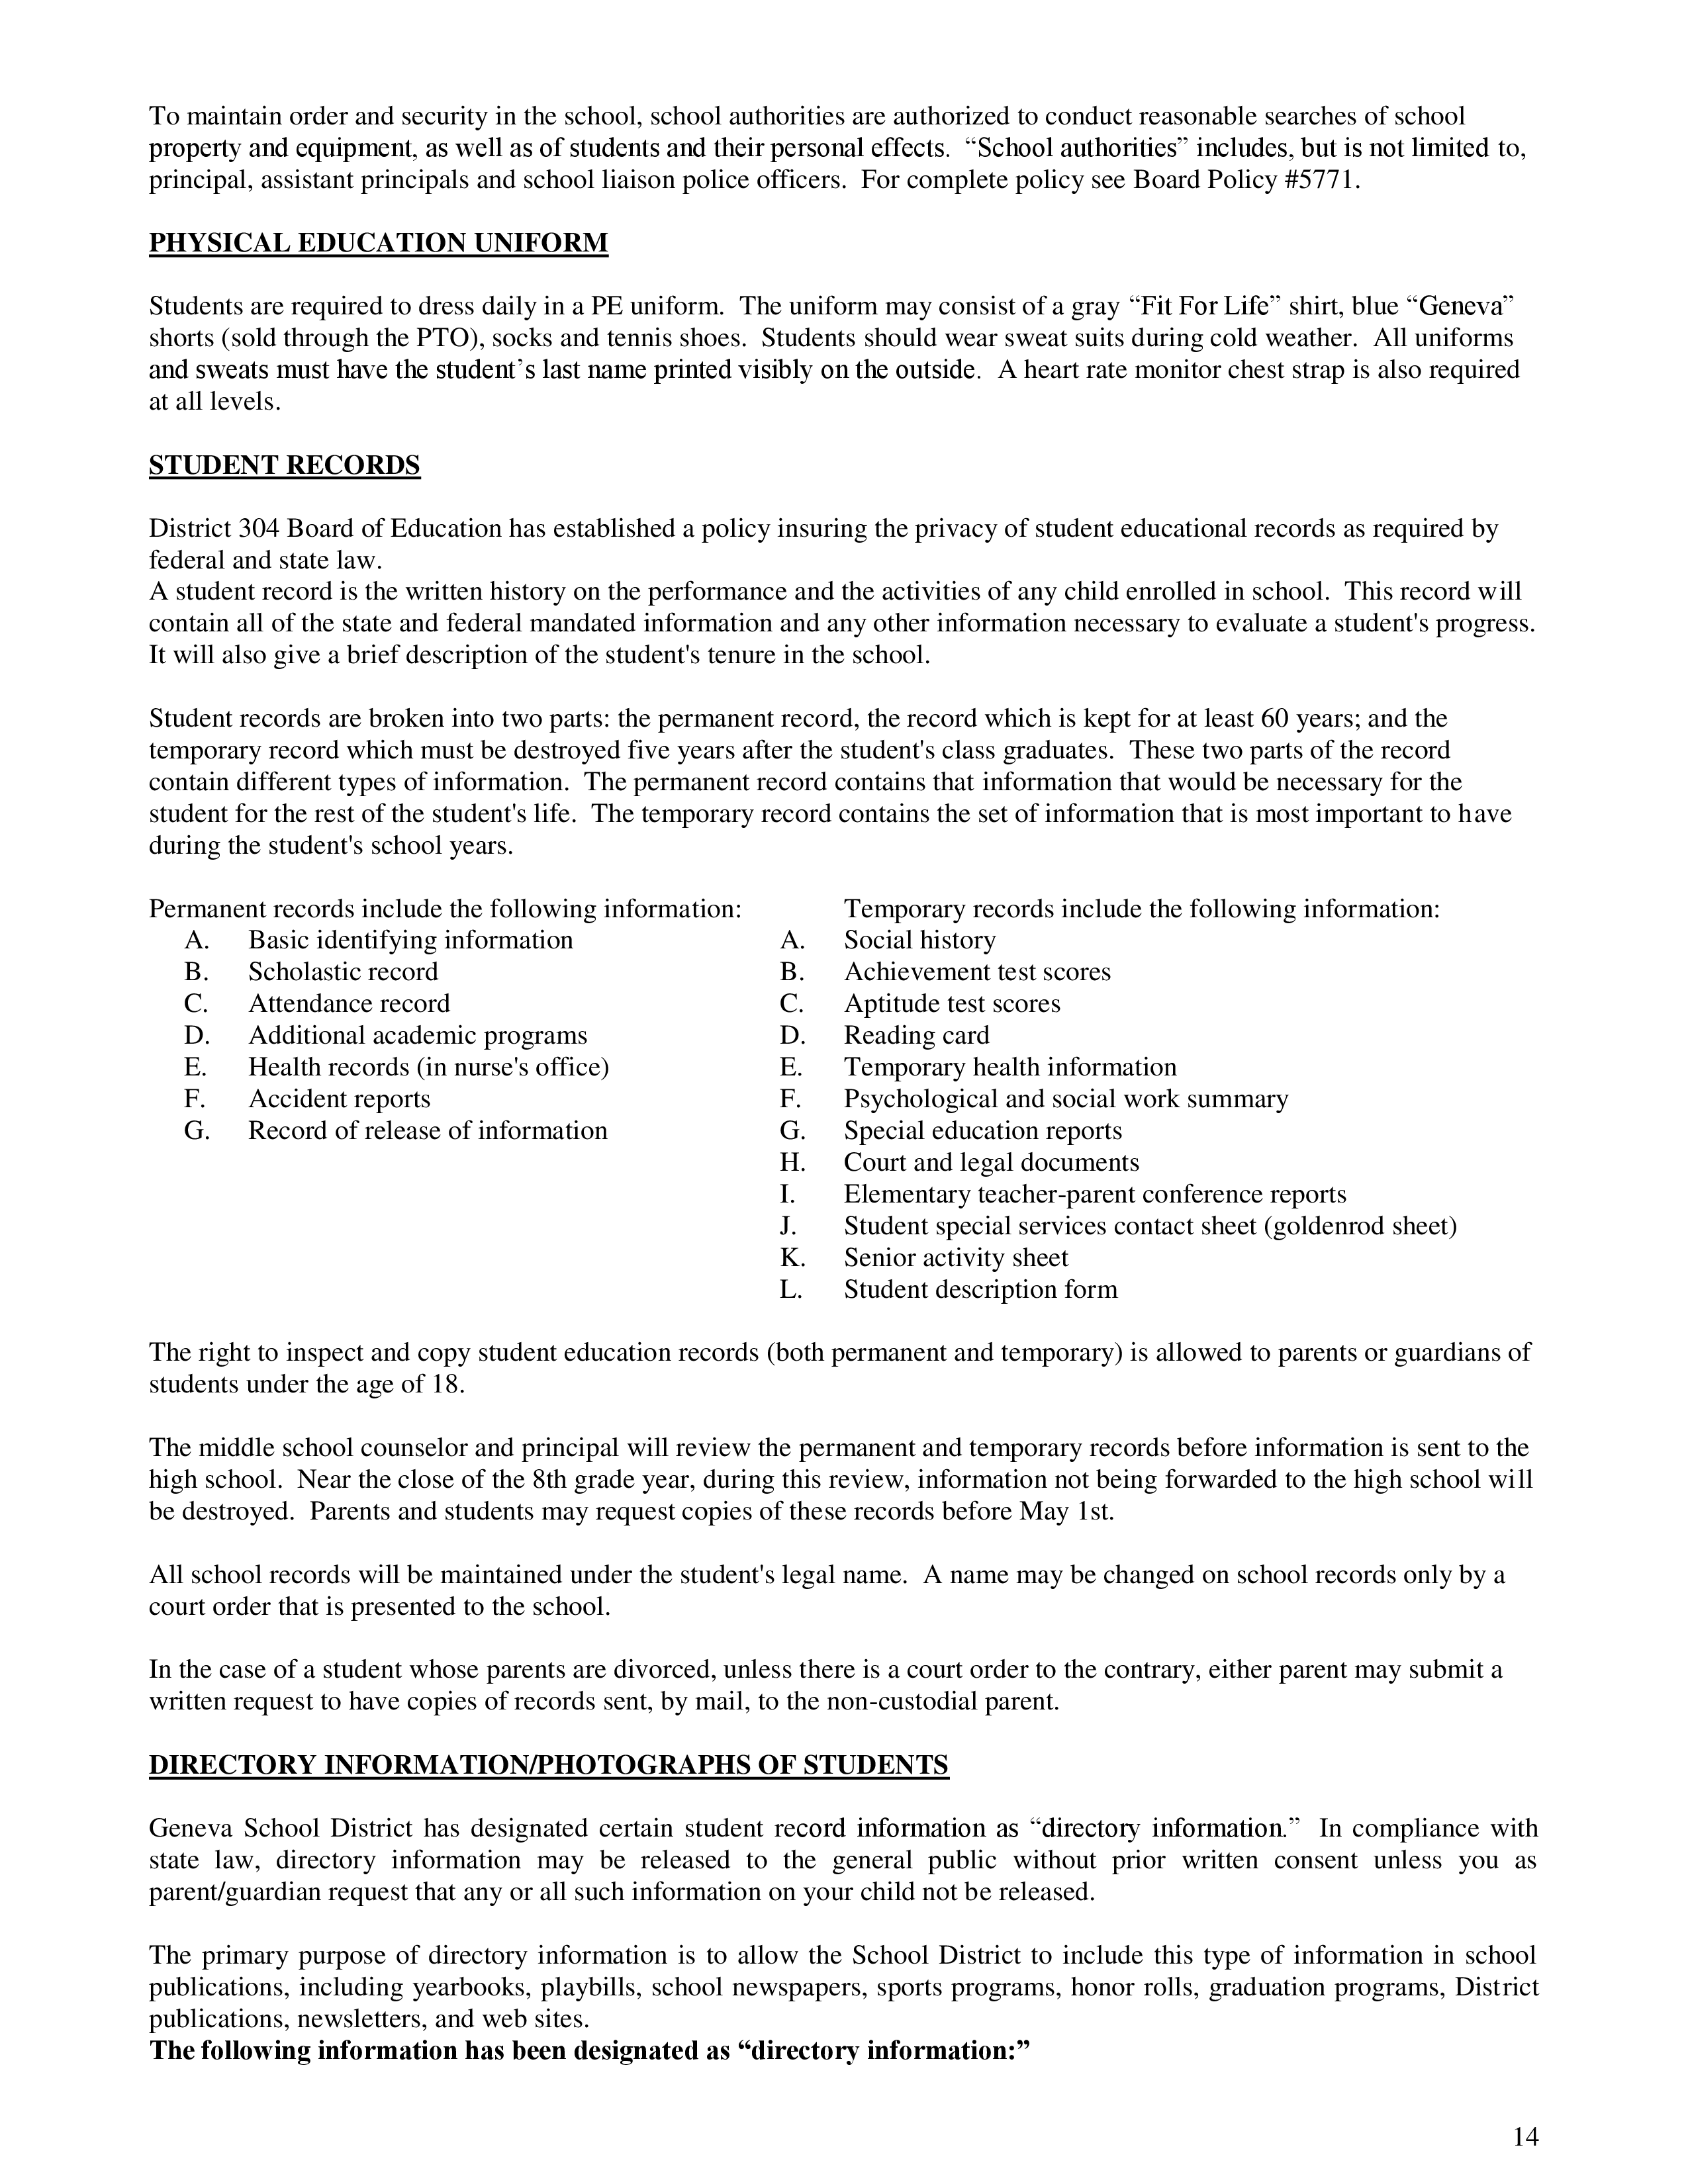 To maintain order and security in the school, school authorities are authorized to conduct reasonable searches of school
property and equipment, as well as of students and their personal effects.  “School authorities” includes, but is not limited to,
principal, assistant principals and school liaison police officers.  For complete policy see Board Policy #5771.
PHYSICAL EDUCATION UNIFORM
Students are required to dress daily in a PE uniform.  The uniform may consist of a gray “Fit For Life” shirt, blue “Geneva”
shorts (sold through the PTO), socks and tennis shoes.  Students should wear sweat suits during cold weather.  All uniforms
and sweats must have the student’s last name printed visibly on the outside.  A heart rate monitor chest strap is also required
at all levels.
STUDENT RECORDS
District 304 Board of Education has established a policy insuring the privacy of student educational records as required by
federal and state law.
A student record is the written history on the performance and the activities of any child enrolled in school.  This record will
contain all of the state and federal mandated information and any other information necessary to evaluate a student's progress.
It will also give a brief description of the student's tenure in the school.
Student records are broken into two parts: the permanent record, the record which is kept for at least 60 years; and the
temporary record which must be destroyed five years after the student's class graduates.  These two parts of the record
contain different types of information.  The permanent record contains that information that would be necessary for the
student for the rest of the student's life.  The temporary record contains the set of information that is most important to have
during the student's school years.
Permanent records include the following information:
A. Basic identifying information
B. Scholastic record
C. Attendance record
D. Additional academic programs
E. Health records (in nurse's office)
F. Accident reports
G. Record of release of information
Temporary records include the following information:
A. Social history
B. Achievement test scores
C. Aptitude test scores
D. Reading card
E. Temporary health information
F. Psychological and social work summary
G. Special education reports
H. Court and legal documents
I. Elementary teacher-parent conference reports
J. Student special services contact sheet (goldenrod sheet)
K. Senior activity sheet
L. Student description form
The right to inspect and copy student education records (both permanent and temporary) is allowed to parents or guardians of
students under the age of 18.
The middle school counselor and principal will review the permanent and temporary records before information is sent to the
high school.  Near the close of the 8th grade year, during this review, information not being forwarded to the high school will
be destroyed.  Parents and students may request copies of these records before May 1st.
All school records will be maintained under the student's legal name.  A name may be changed on school records only by a
court order that is presented to the school.
In the case of a student whose parents are divorced, unless there is a court order to the contrary, either parent may submit a
written request to have copies of records sent, by mail, to the non-custodial parent.
DIRECTORY INFORMATION/PHOTOGRAPHS OF STUDENTS
Geneva School District has designated certain student record information as “directory information.”  In compliance with
state law, directory information may be released to the general public without prior written consent unless you as
parent/guardian request that any or all such information on your child not be released.
The primary purpose of directory information is to allow the School District to include this type of information in school
publications, including yearbooks, playbills, school newspapers, sports programs, honor rolls, graduation programs, District
publications, newsletters, and web sites.
The following information has been designated as “directory information:”
14